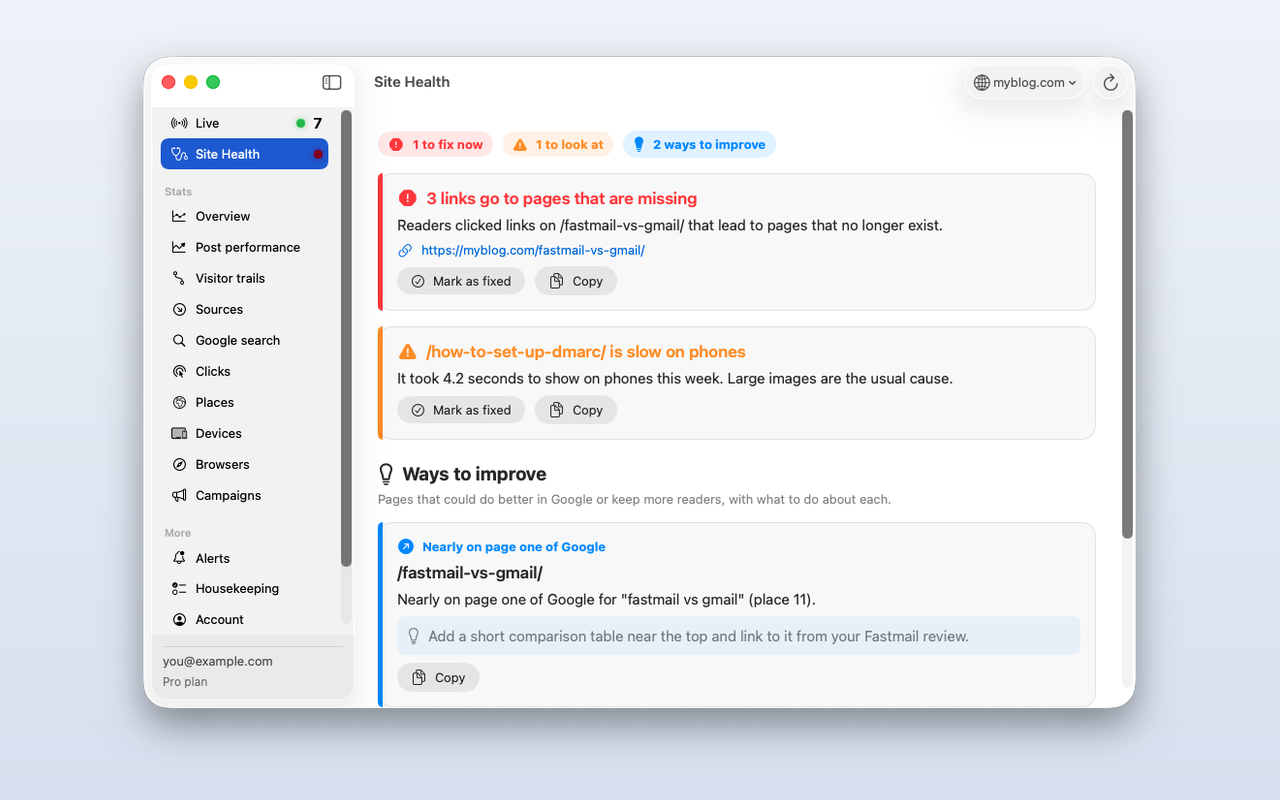 Site Health
myblog.com
Live
7
Site Health
Stats
Overview
Post performance
Visitor trails
Sources
Google search
Clicks
Places
Devices
Browsers
Campaigns
More
Alerts
Housekeeping
Account
you@example.com
Pro plan
1 to fix now
1 to look at
2 ways to improve
3 links go to pages that are missing
Readers clicked links on /fastmail-vs-gmail/ that lead to pages that no longer exist.
https://myblog.com/fastmail-vs-gmail/
Mark as fixed
Copy
/how-to-set-up-dmarc/ is slow on phones
It took 4.2 seconds to show on phones this week. Large images are the usual cause.
Mark as fixed
Copy
Ways to improve
Pages that could do better in Google or keep more readers, with what to do about each.
Nearly on page one of Google
/fastmail-vs-gmail/
Nearly on page one of Google for "fastmail vs gmail" (place 11).
Add a short comparison table near the top and link to it from your Fastmail review.
Copy